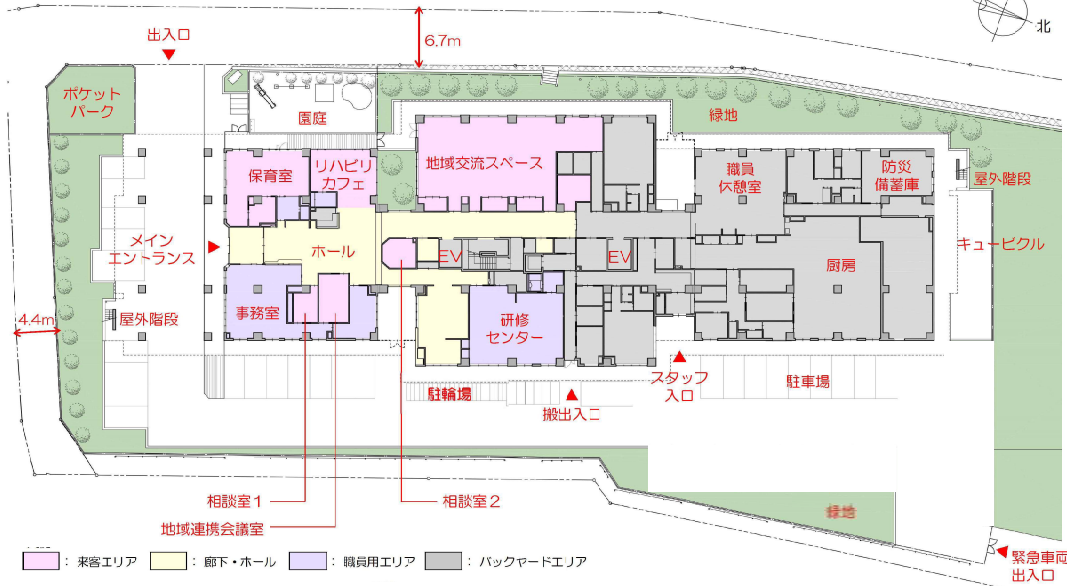 北
出入口
6.7m
ポケット
パーク
園庭
緑地
保育室
リハビリ
カフェ
地域交流スペース
職員
休憩室
防災
備蓄庫
屋外階段
メイン
エントランス
ホール
EV
EV
厨房
キュービクル
4.4m
屋外階段
事務室
研修
センター
スタッフ
入口
駐車場
駐輪場
搬出入口
相談室1
相談室2
地域連携会議室
緑地
緊急車両
出入口
：来客エリア
：廊下・ホール
：職員用エリア
：バックヤードエリア